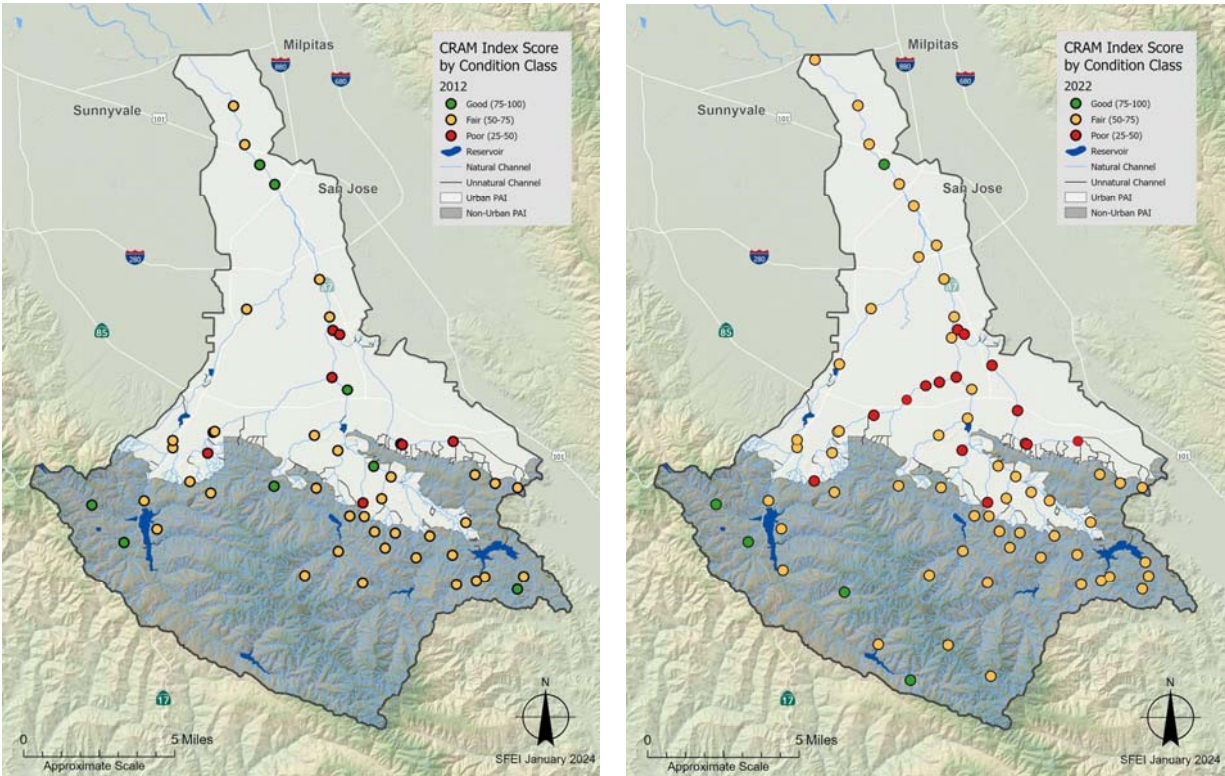 Milpitas
880
680
Sunnyvale
101
San Jose
280
87
85
101
17
CRAM Index Score
by Condition Class
2012
Good (75-100)
Fair (50-75)
Poor (25-50)
Reservoir
Natural Channel
Unnatural Channel
Urban PAI
Non-Urban PAI
0 5 Miles
Approximate Scale
N
SFEI January 2024
Milpitas
880
680
Sunnyvale
101
San Jose
280
87
85
101
17
CRAM Index Score
by Condition Class
2022
Good (75-100)
Fair (50-75)
Poor (25-50)
Reservoir
Natural Channel
Unnatural Channel
Urban PAI
Non-Urban PAI
0 5 Miles
Approximate Scale
N
SFEI January 2024